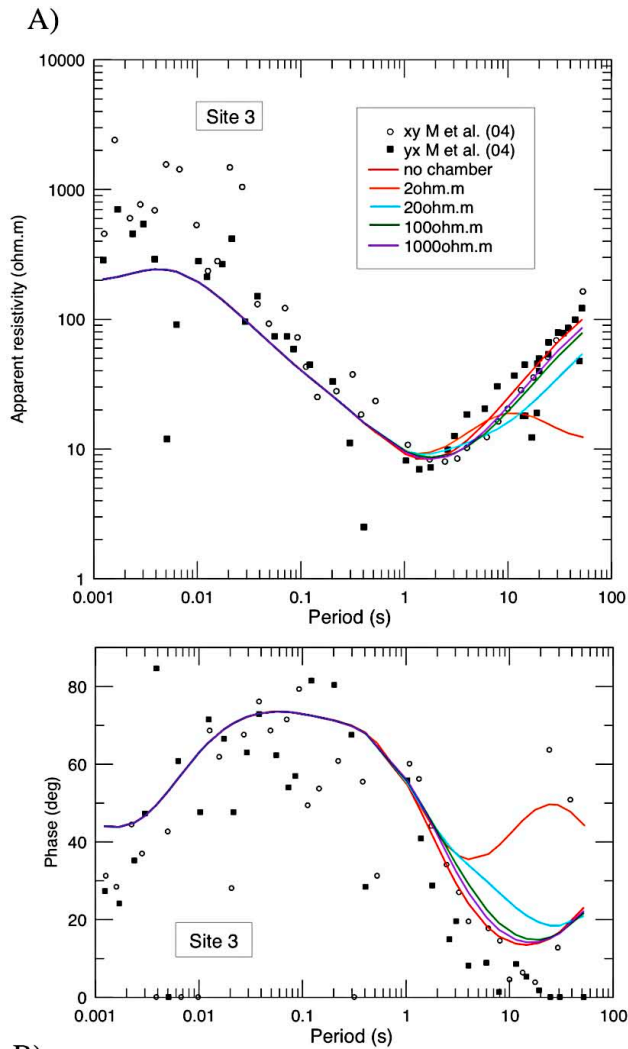 A)
10000
1000
100
10
1
Apparent resistivity (ohm.m)
Site 3
xy M et al. (04)
yx M et al. (04)
no chamber
2ohm.m
20ohm.m
100ohm.m
1000ohm.m
0.001 0.01 0.1 1 10 100
Period (s)
80
60
40
20
0
Phase (deg)
Site 3
0.001 0.01 0.1 1 10 100
Period (s)